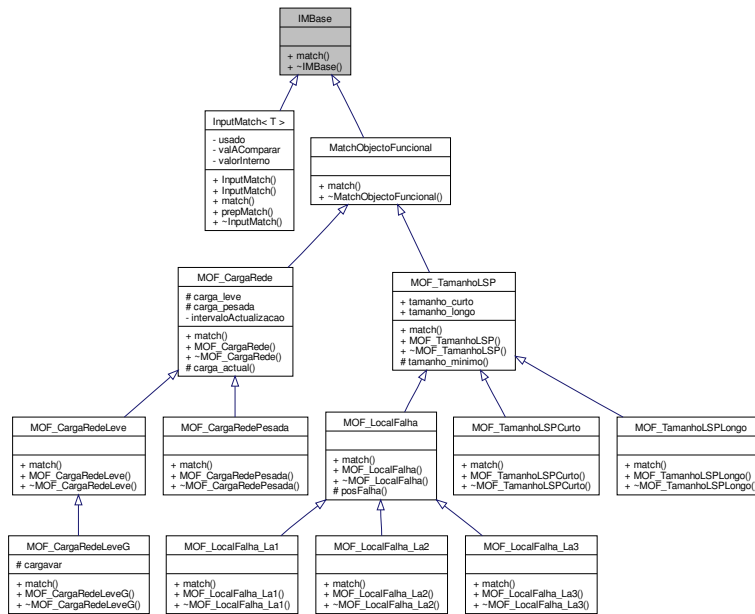 IMBase
+ match()
+ ~IMBase()
InputMatch< T >
- usado
- valAComparar
- valorInterno
+ InputMatch()
+ InputMatch()
+ match()
+ prepMatch()
+ ~InputMatch()
MatchObjectoFuncional
+ match()
+ ~MatchObjectoFuncional()
MOF_CargaRede
# carga_leve
# carga_pesada
- intervaloActualizacao
+ match()
+ MOF_CargaRede()
+ ~MOF_CargaRede()
# carga_actual()
MOF_TamanhoLSP
+ tamanho_curto
+ tamanho_longo
+ match()
+ MOF_TamanhoLSP()
+ ~MOF_TamanhoLSP()
# tamanho_minimo()
MOF_CargaRedeLeve
+ match()
+ MOF_CargaRedeLeve()
+ ~MOF_CargaRedeLeve()
MOF_CargaRedePesada
+ match()
+ MOF_CargaRedePesada()
+ ~MOF_CargaRedePesada()
MOF_LocalFalha
+ match()
+ MOF_LocalFalha()
+ ~MOF_LocalFalha()
# posFalha()
MOF_TamanhoLSPCurto
+ match()
+ MOF_TamanhoLSPCurto()
+ ~MOF_TamanhoLSPCurto()
MOF_TamanhoLSPLongo
+ match()
+ MOF_TamanhoLSPLongo()
+ ~MOF_TamanhoLSPLongo()
MOF_CargaRedeLeveG
# cargavar
+ match()
+ MOF_CargaRedeLeveG()
+ ~MOF_CargaRedeLeveG()
MOF_LocalFalha_La1
+ match()
+ MOF_LocalFalha_La1()
+ ~MOF_LocalFalha_La1()
MOF_LocalFalha_La2
+ match()
+ MOF_LocalFalha_La2()
+ ~MOF_LocalFalha_La2()
MOF_LocalFalha_La3
+ match()
+ MOF_LocalFalha_La3()
+ ~MOF_LocalFalha_La3()